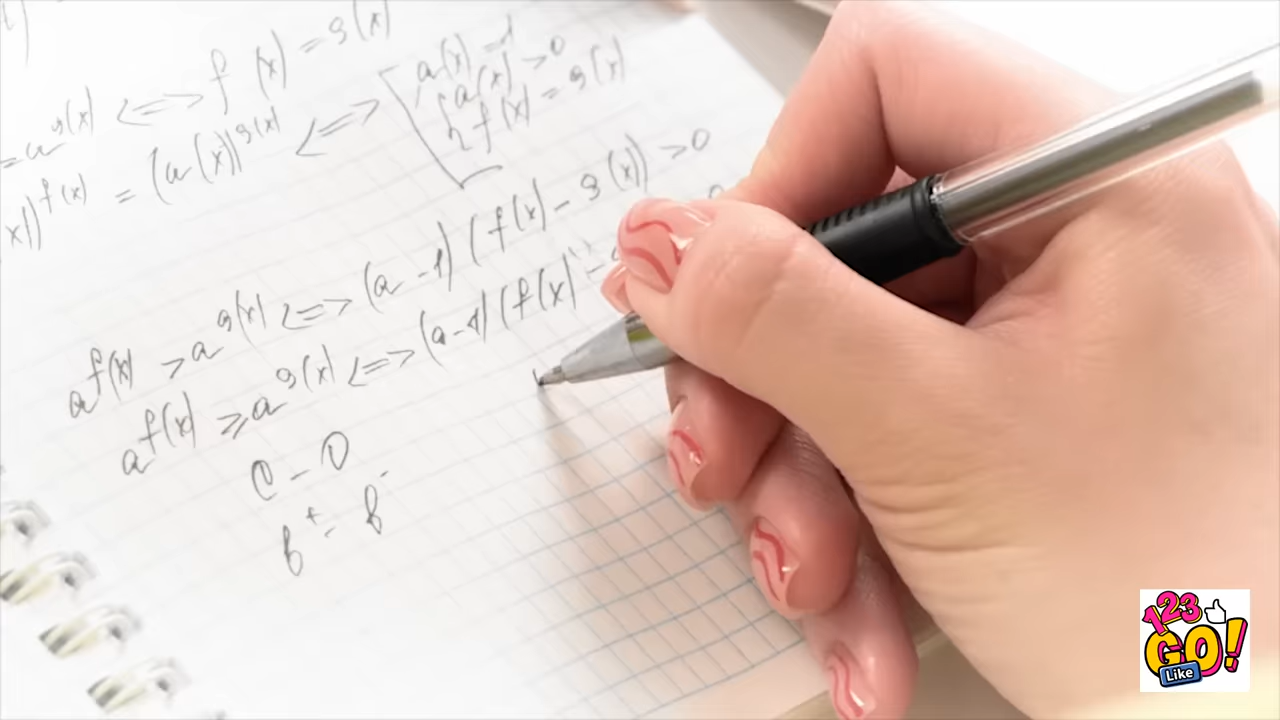 = a^g(x) <=> f(x) = g(x)
x))^f(x) = (a(x))^g(x) <=> [ a(x) = 1
{ a(x) > 0
f(x) = g(x)
a^f(x) > a^g(x) <=> (a-1)(f(x) - g(x)) > 0
a^f(x) ⩾ a^g(x) <=> (a-1)(f(x) -
C - D
b^+ - b^-
123
GO!
Like